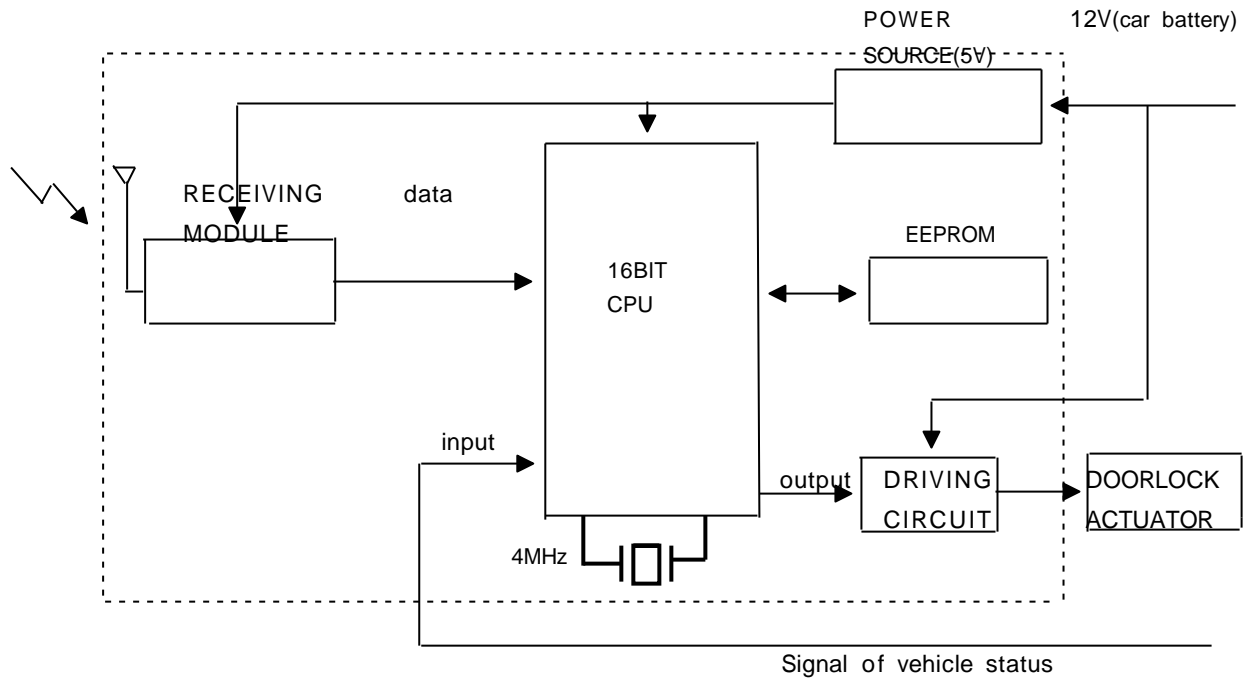 POWER
SOURCE(5V)
12V(car battery)
RECEIVING
MODULE
data
EEPROM
16BIT
CPU
input
output
DRIVING
CIRCUIT
DOORLOCK
ACTUATOR
4MHz
Signal of vehicle status